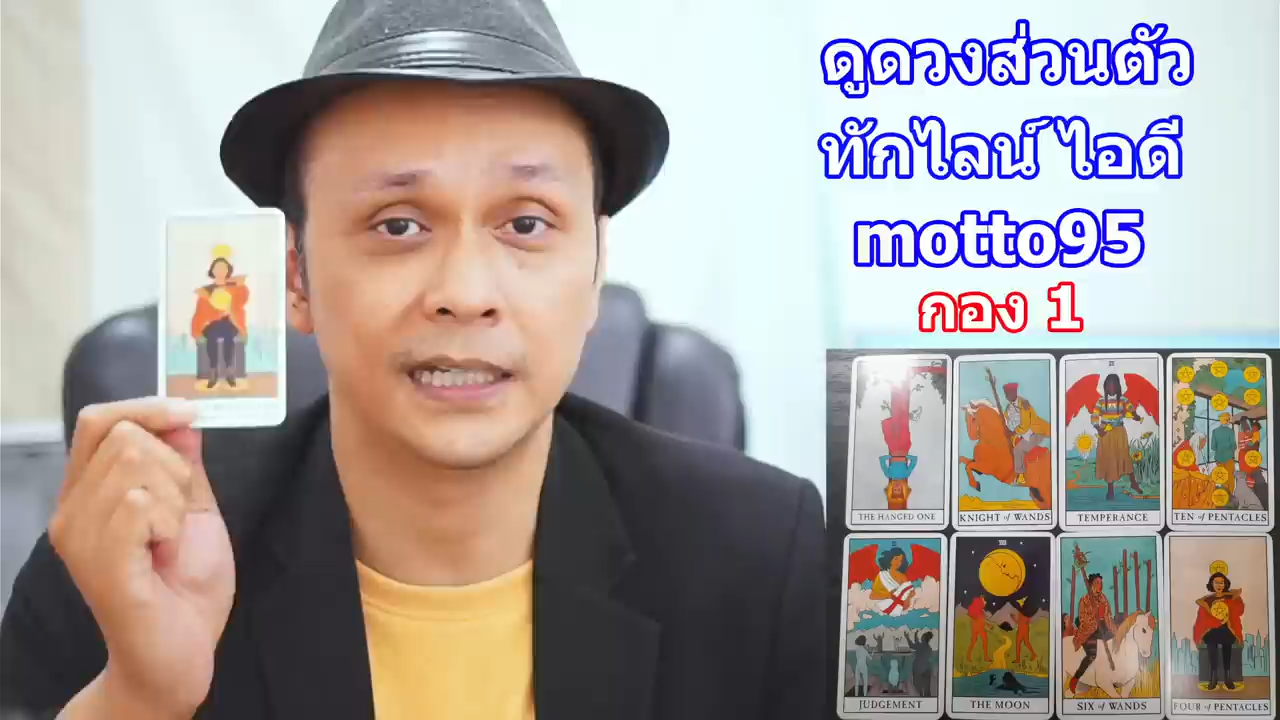 ดูดวงส่วนตัว
ทักไลน์ ไอดี
motto95
กอง 1
THE HANGED ONE
KNIGHT of WANDS
TEMPERANCE
TEN of PENTACLES
JUDGEMENT
THE MOON
SIX of WANDS
FOUR of PENTACLES